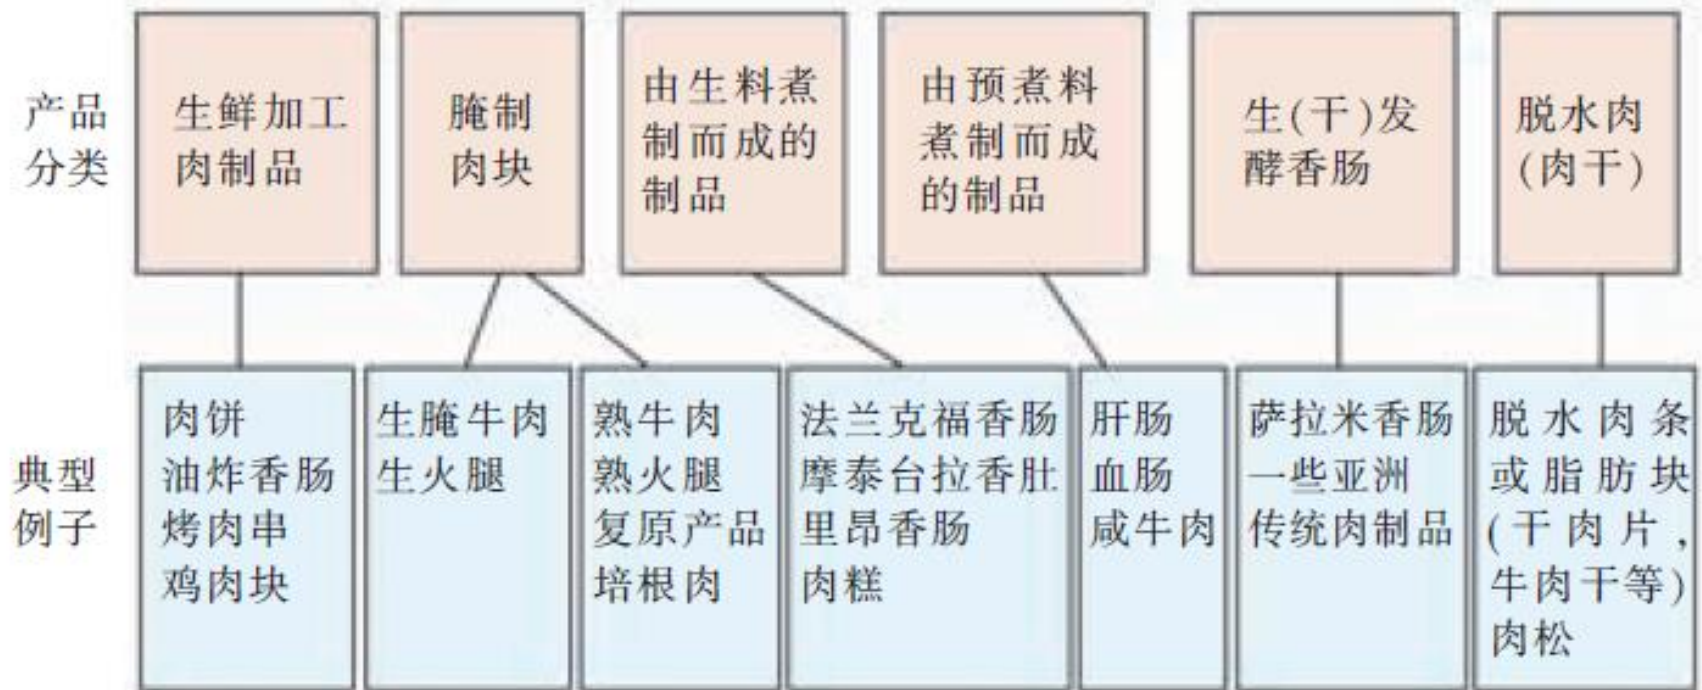 产品
分类
生鲜加工
肉制品
腌制
肉块
由生料煮
制而成的
制品
由预煮料
煮制而成
的制品
生(干)发
酵香肠
脱水肉
(肉干)
典型
例子
肉饼
油炸香肠
烤肉串
鸡肉块
生腌牛肉
生火腿
熟牛肉
熟火腿
复原产品
培根肉
法兰克福香肠
摩泰台拉香肚
里昂香肠
肉糕
肝肠
血肠
咸牛肉
萨拉米香肠
一些亚洲
传统肉制品
脱水肉条
或脂肪块
(干肉片,
牛肉干等)
肉松